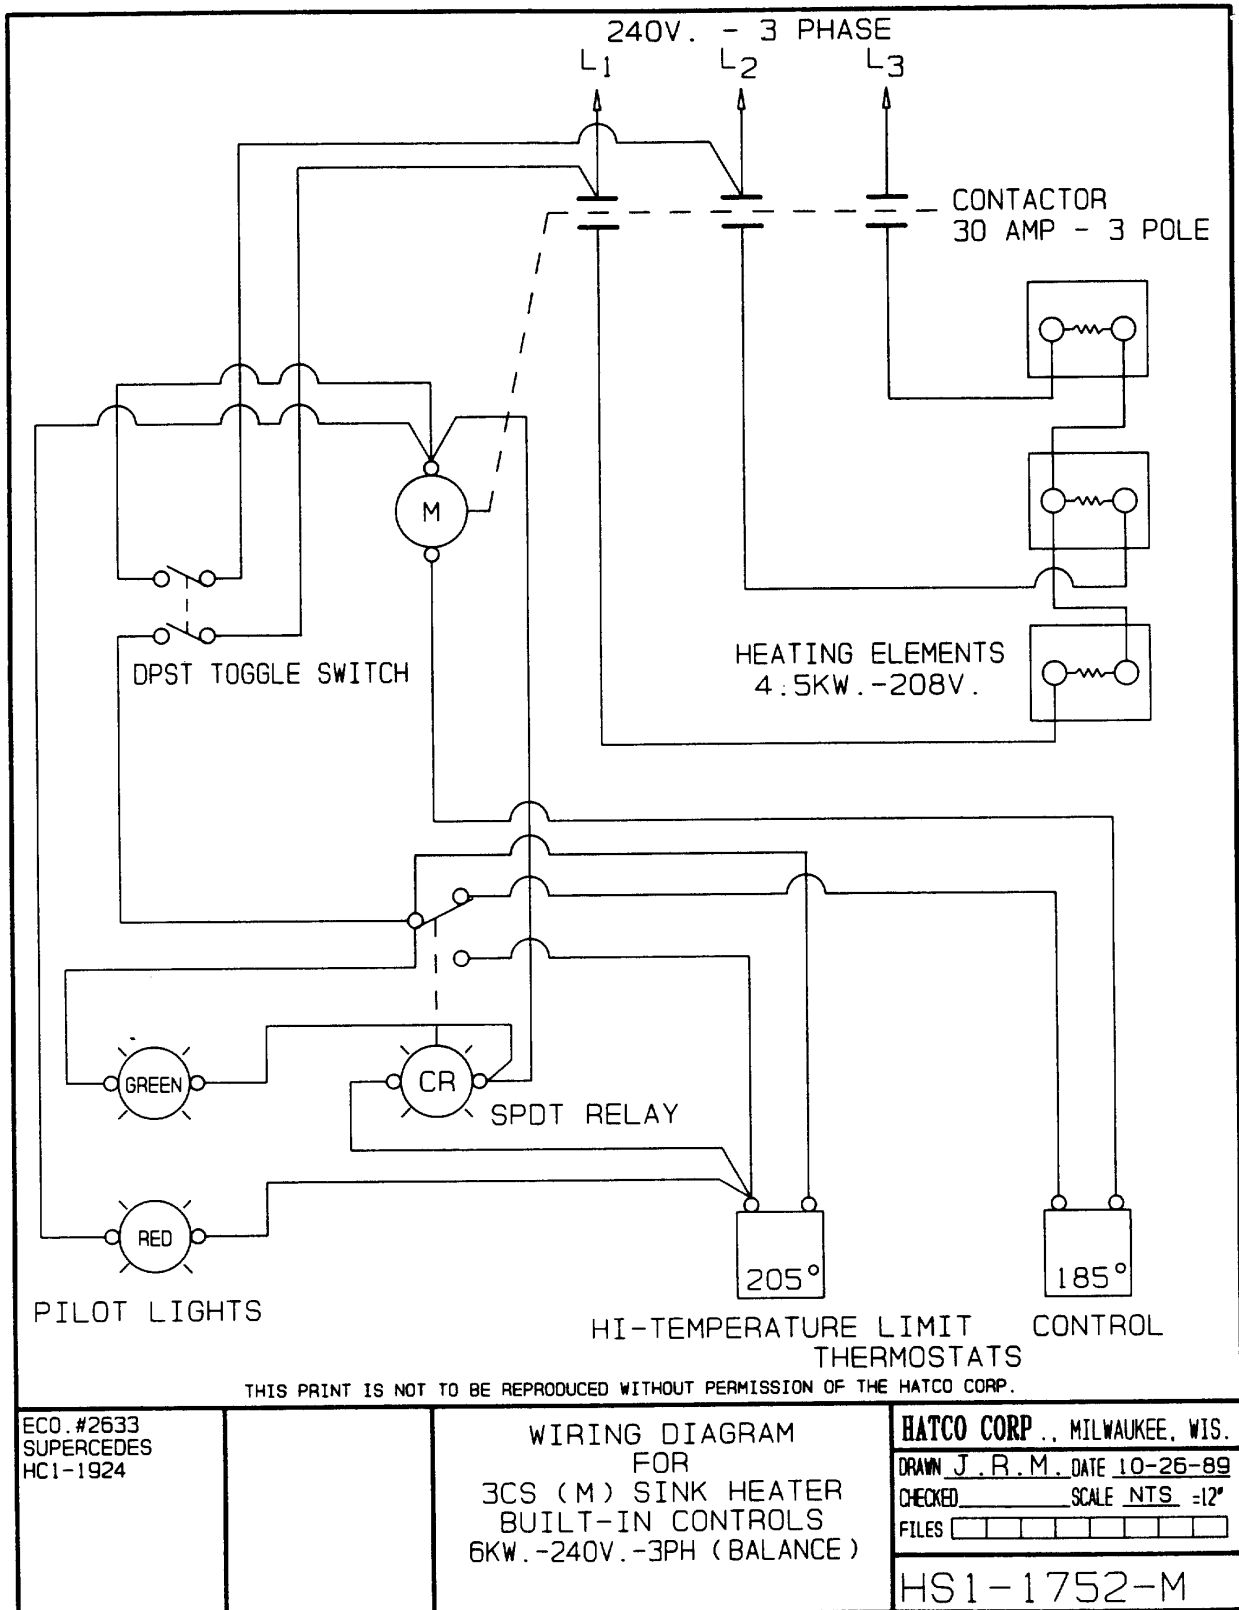 240V. - 3 PHASE
L1 L2 L3
CONTACTOR
30 AMP - 3 POLE
M
DPST TOGGLE SWITCH
HEATING ELEMENTS
4.5KW.-208V.
GREEN
CR
SPDT RELAY
RED
205°
185°
PILOT LIGHTS
HI-TEMPERATURE LIMIT CONTROL
THERMOSTATS
THIS PRINT IS NOT TO BE REPRODUCED WITHOUT PERMISSION OF THE HATCO CORP.
ECO.#2633
SUPERCEDES
HC1-1924
WIRING DIAGRAM
FOR
3CS (M) SINK HEATER
BUILT-IN CONTROLS
6KW.-240V.-3PH (BALANCE)
HATCO CORP., MILWAUKEE, WIS.
DRAWN J.R.M. DATE 10-26-89
CHECKED SCALE NTS =12"
FILES
HS1-1752-M